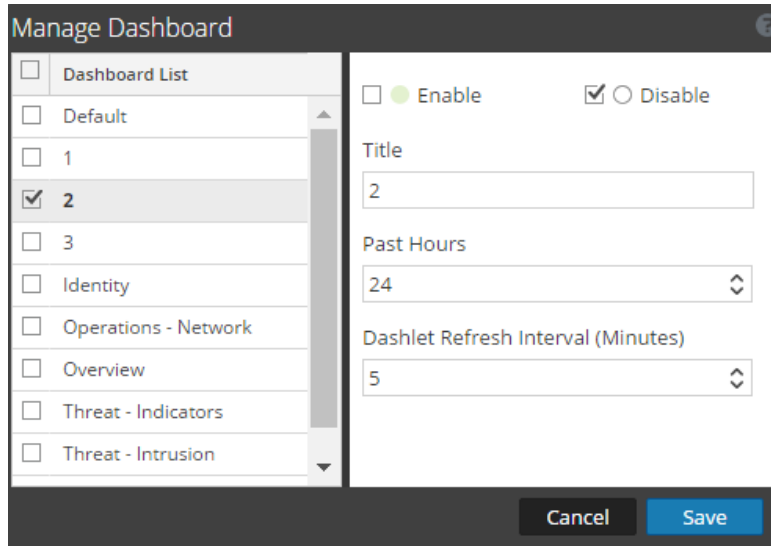 Manage Dashboard
?
Dashboard List
Default
1
2
3
Identity
Operations - Network
Overview
Threat - Indicators
Threat - Intrusion
Enable
Disable
Title
2
Past Hours
24
Dashlet Refresh Interval (Minutes)
5
Cancel
Save